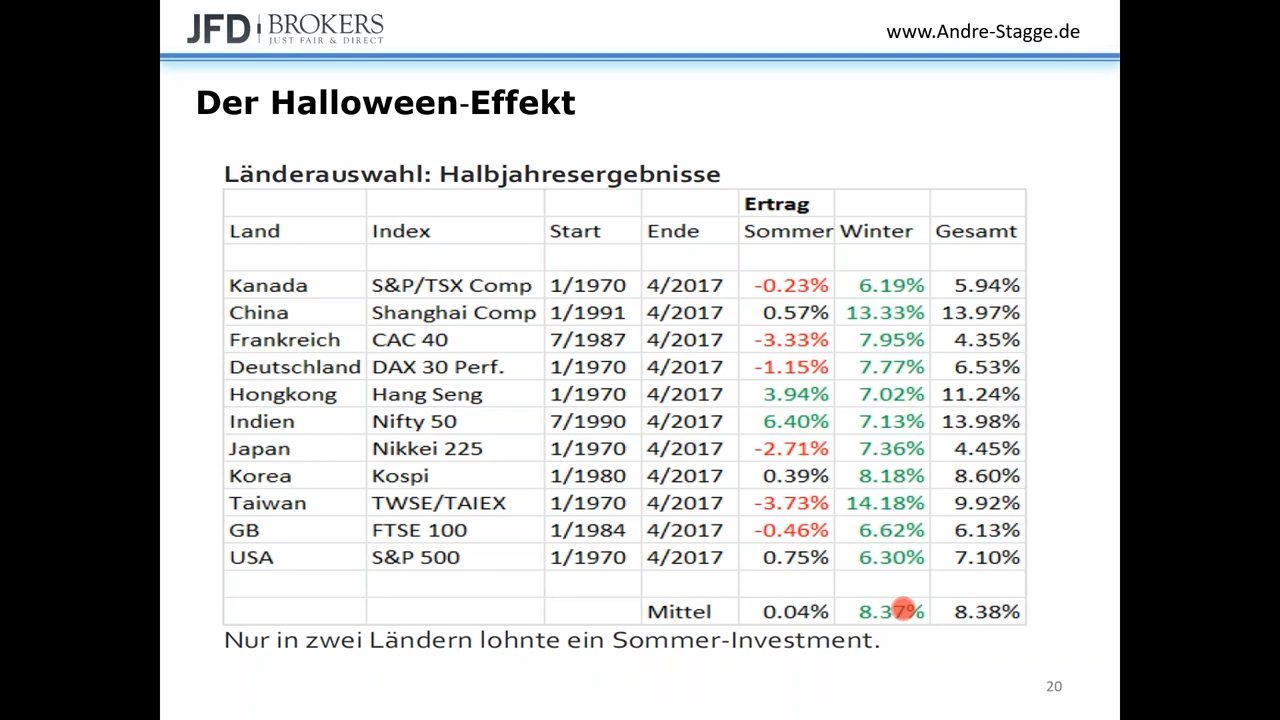 JFD BROKERS
JUST FAIR & DIRECT
www.Andre-Stagge.de
Der Halloween-Effekt
Länderauswahl: Halbjahresergebnisse
Ertrag
Land Index Start Ende Sommer Winter Gesamt
Kanada S&P/TSX Comp 1/1970 4/2017 -0.23% 6.19% 5.94%
China Shanghai Comp 1/1991 4/2017 0.57% 13.33% 13.97%
Frankreich CAC 40 7/1987 4/2017 -3.33% 7.95% 4.35%
Deutschland DAX 30 Perf. 1/1970 4/2017 -1.15% 7.77% 6.53%
Hongkong Hang Seng 1/1970 4/2017 3.94% 7.02% 11.24%
Indien Nifty 50 7/1990 4/2017 6.40% 7.13% 13.98%
Japan Nikkei 225 1/1970 4/2017 -2.71% 7.36% 4.45%
Korea Kospi 1/1980 4/2017 0.39% 8.18% 8.60%
Taiwan TWSE/TAIEX 1/1970 4/2017 -3.73% 14.18% 9.92%
GB FTSE 100 1/1984 4/2017 -0.46% 6.62% 6.13%
USA S&P 500 1/1970 4/2017 0.75% 6.30% 7.10%
Mittel 0.04% 8.37% 8.38%
Nur in zwei Ländern lohnte ein Sommer-Investment.
20